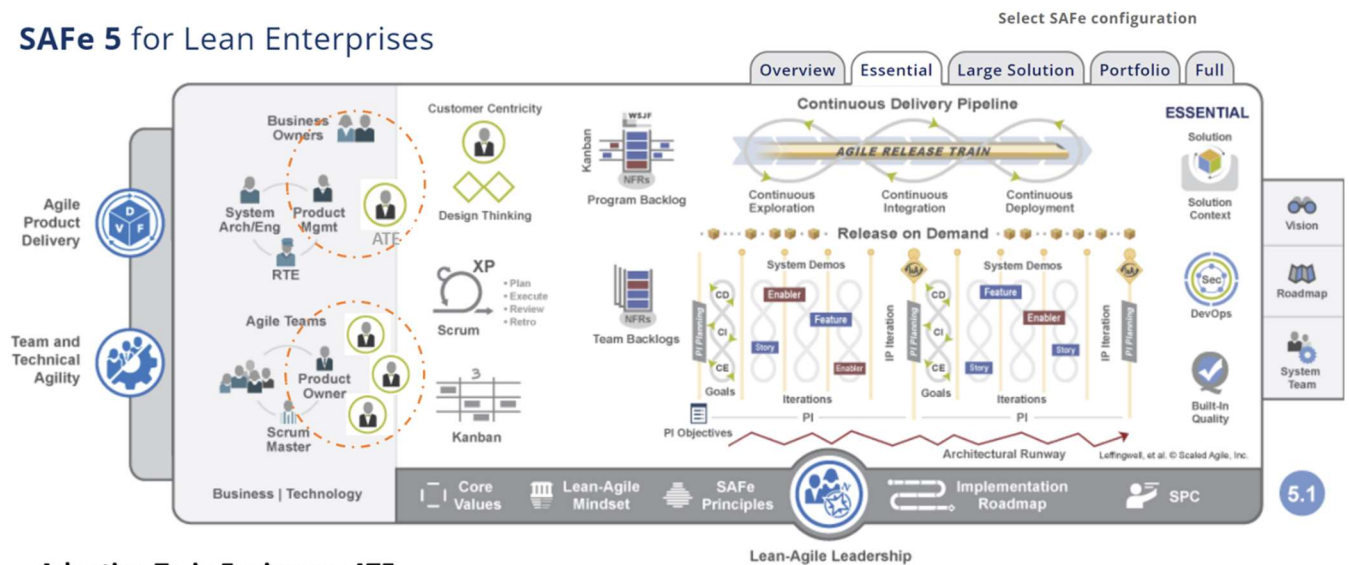 Select SAFe configuration
SAFe 5 for Lean Enterprises
Overview
Essential
Large Solution
Portfolio
Full
Agile
Product
Delivery
D
V
F
Team and
Technical
Agility
Business
Owners
System
Arch/Eng
Product
Mgmt
ATE
RTE
Agile Teams
Product
Owner
Scrum
Master
Business | Technology
Customer Centricity
Design Thinking
XP
Scrum
• Plan
• Execute
• Review
• Retro
3
Kanban
Kanban
WSJF
NFRs
Program Backlog
NFRs
Team Backlogs
Continuous Delivery Pipeline
AGILE RELEASE TRAIN
Continuous
Exploration
Continuous
Integration
Continuous
Deployment
Release on Demand
PI Planning
CD
CI
CE
Goals
System Demos
Enabler
Feature
Story
Enabler
Iterations
IP Iteration
I&A
PI Planning
CD
CI
CE
Goals
System Demos
Feature
Enabler
Story
Story
Iterations
IP Iteration
I&A
PI Planning
PI
PI
PI Objectives
Architectural Runway
Leffingwell, et al. © Scaled Agile, Inc.
ESSENTIAL
Solution
Solution
Context
Sec
DevOps
Built-In
Quality
Vision
Roadmap
System
Team
Core
Values
Lean-Agile
Mindset
SAFe
Principles
N
Implementation
Roadmap
SPC
Lean-Agile Leadership
5.1